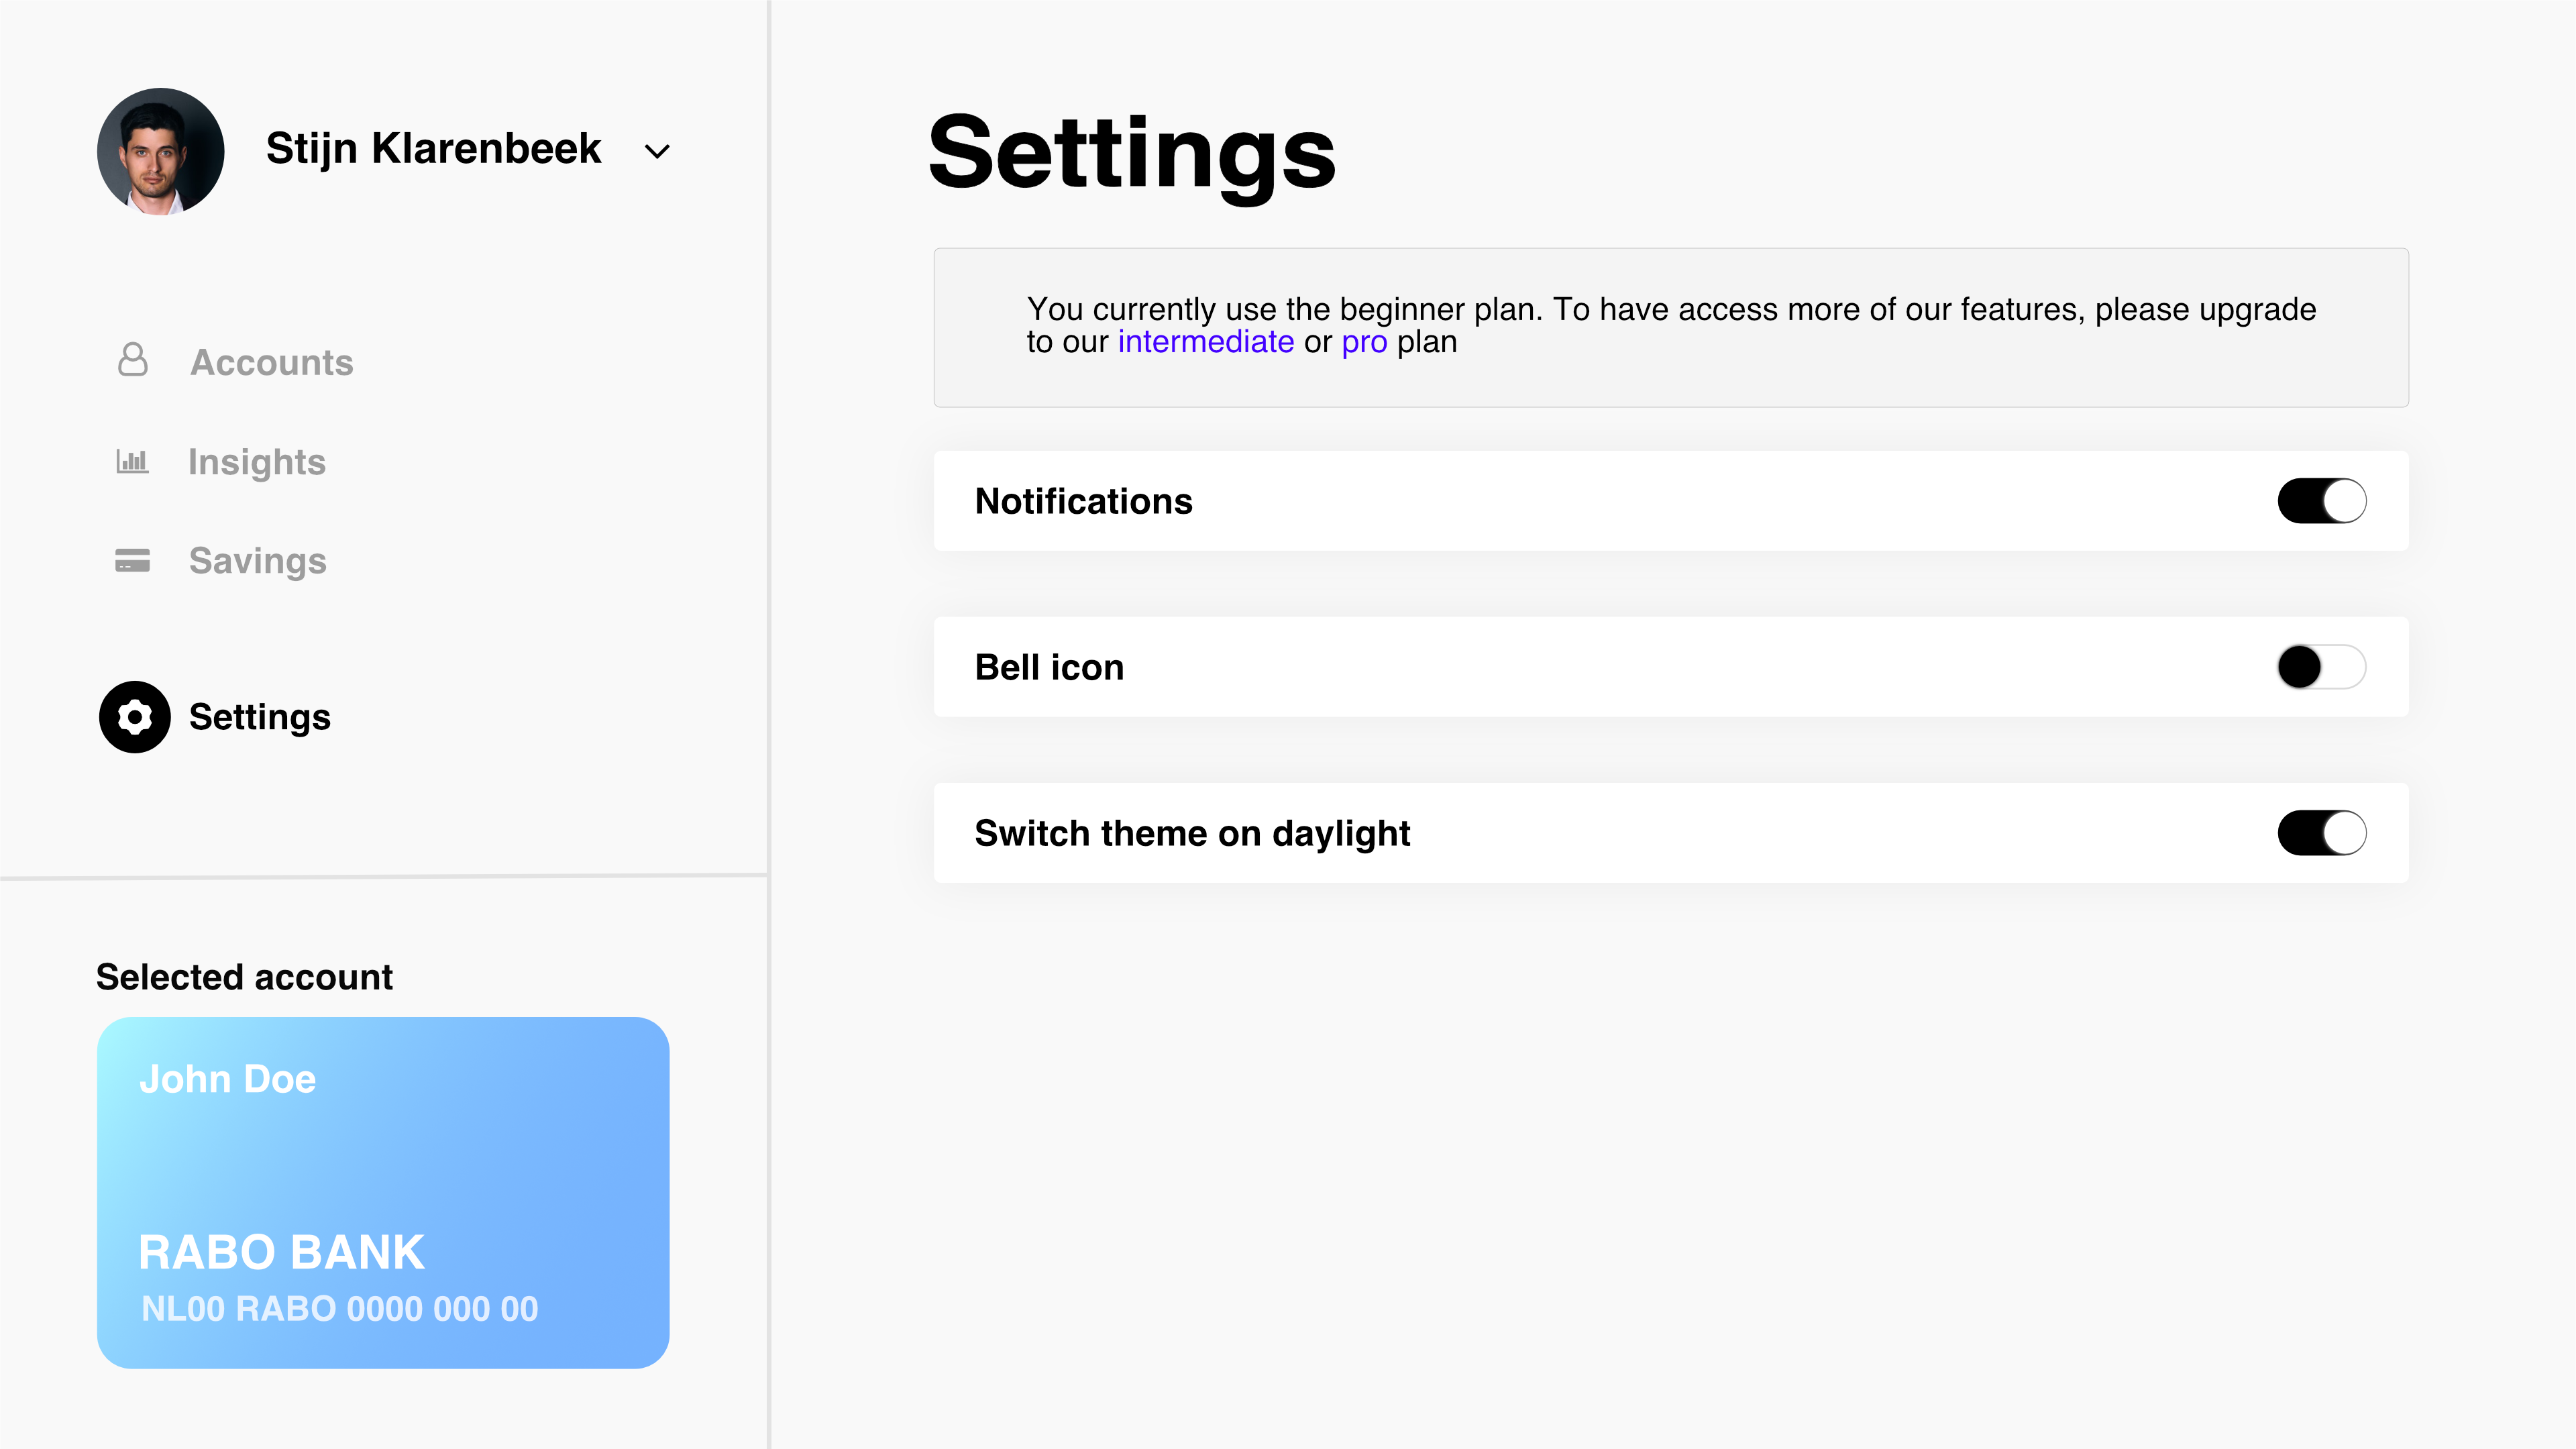 Stijn Klarenbeek
Accounts
Insights
Savings
Settings
Selected account
John Doe
RABO BANK
NL00 RABO 0000 000 00
Settings
You currently use the beginner plan. To have access more of our features, please upgrade
to our intermediate or pro plan
Notifications
Bell icon
Switch theme on daylight